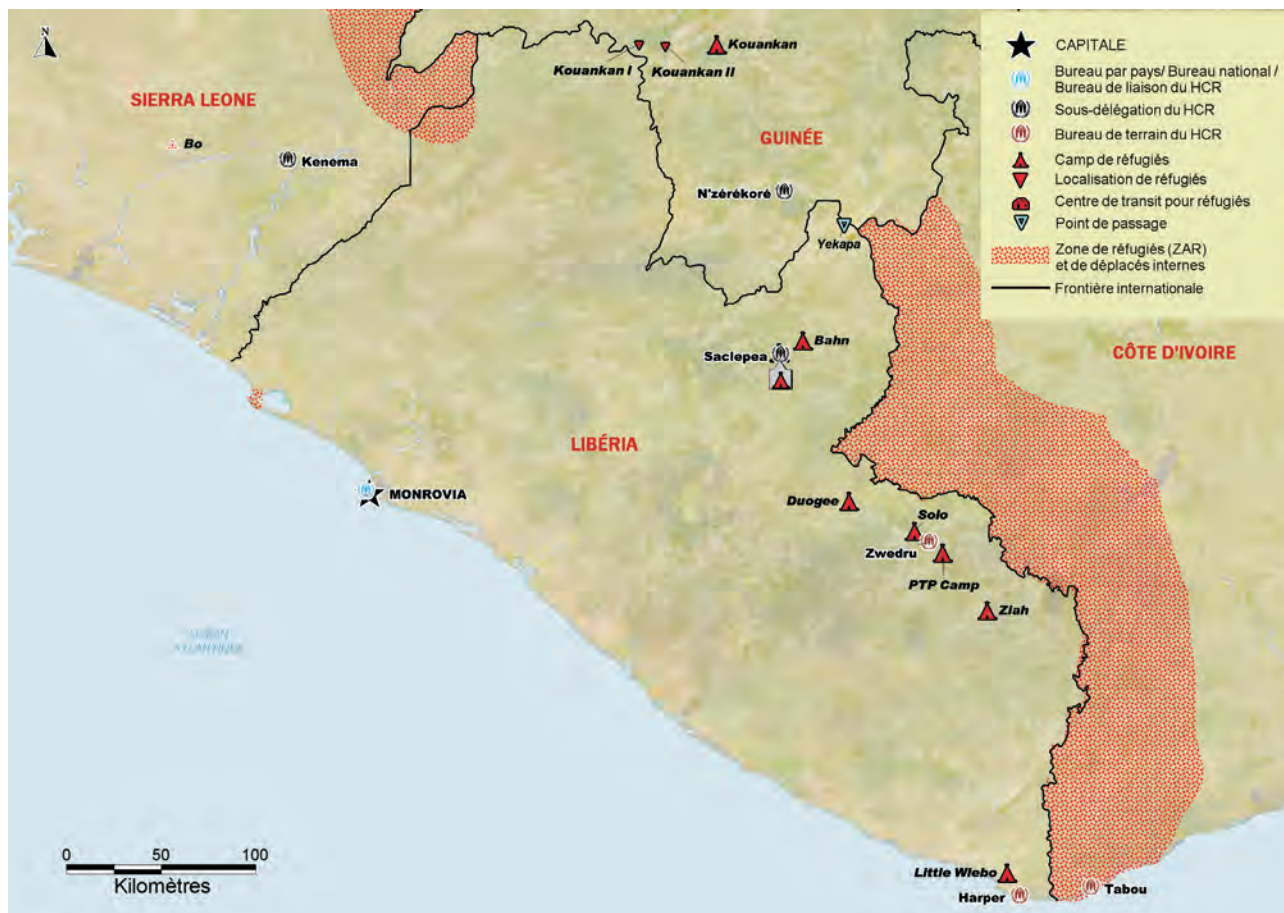 N
CAPITALE
Bureau par pays/ Bureau national /
Bureau de liaison du HCR
Sous-délégation du HCR
Bureau de terrain du HCR
Camp de réfugiés
Localisation de réfugiés
Centre de transit pour réfugiés
Point de passage
Zone de réfugiés (ZAR)
et de déplacés internes
Frontière internationale
Kouankan
Kouankan I
Kouankan II
SIERRA LEONE
Bo
Kenema
GUINÉE
N'zérékoré
Yekapa
Bahn
Saclepea
CÔTE D'IVOIRE
LIBÉRIA
MONROVIA
Duogee
Solo
Zwedru
PTP Camp
Ziah
Little Wlebo
Harper
Tabou
0 50 100
Kilomètres